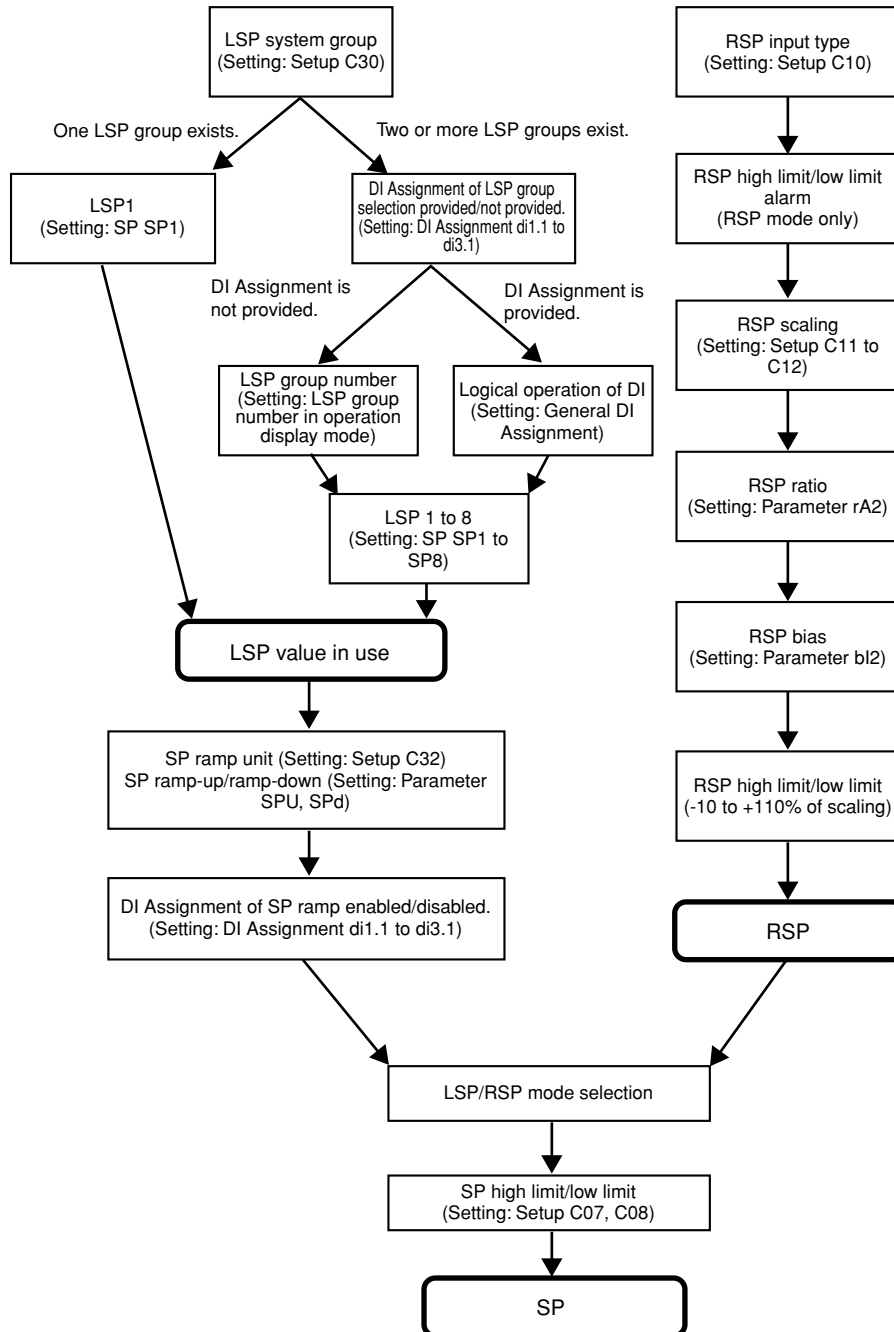 LSP system group
(Setting: Setup C30)
One LSP group exists.
Two or more LSP groups exist.
LSP1
(Setting: SP SP1)
DI Assignment of LSP group
selection provided/not provided.
(Setting: DI Assignment di1.1 to
di3.1)
DI Assignment is
not provided.
DI Assignment is
provided.
LSP group number
(Setting: LSP group
number in operation
display mode)
Logical operation of DI
(Setting: General DI
Assignment)
LSP 1 to 8
(Setting: SP SP1 to
SP8)
LSP value in use
SP ramp unit (Setting: Setup C32)
SP ramp-up/ramp-down (Setting: Parameter
SPU, SPd)
DI Assignment of SP ramp enabled/disabled.
(Setting: DI Assignment di1.1 to di3.1)
RSP input type
(Setting: Setup C10)
RSP high limit/low limit
alarm
(RSP mode only)
RSP scaling
(Setting: Setup C11 to
C12)
RSP ratio
(Setting: Parameter rA2)
RSP bias
(Setting: Parameter bI2)
RSP high limit/low limit
(-10 to +110% of scaling)
RSP
LSP/RSP mode selection
SP high limit/low limit
(Setting: Setup C07, C08)
SP